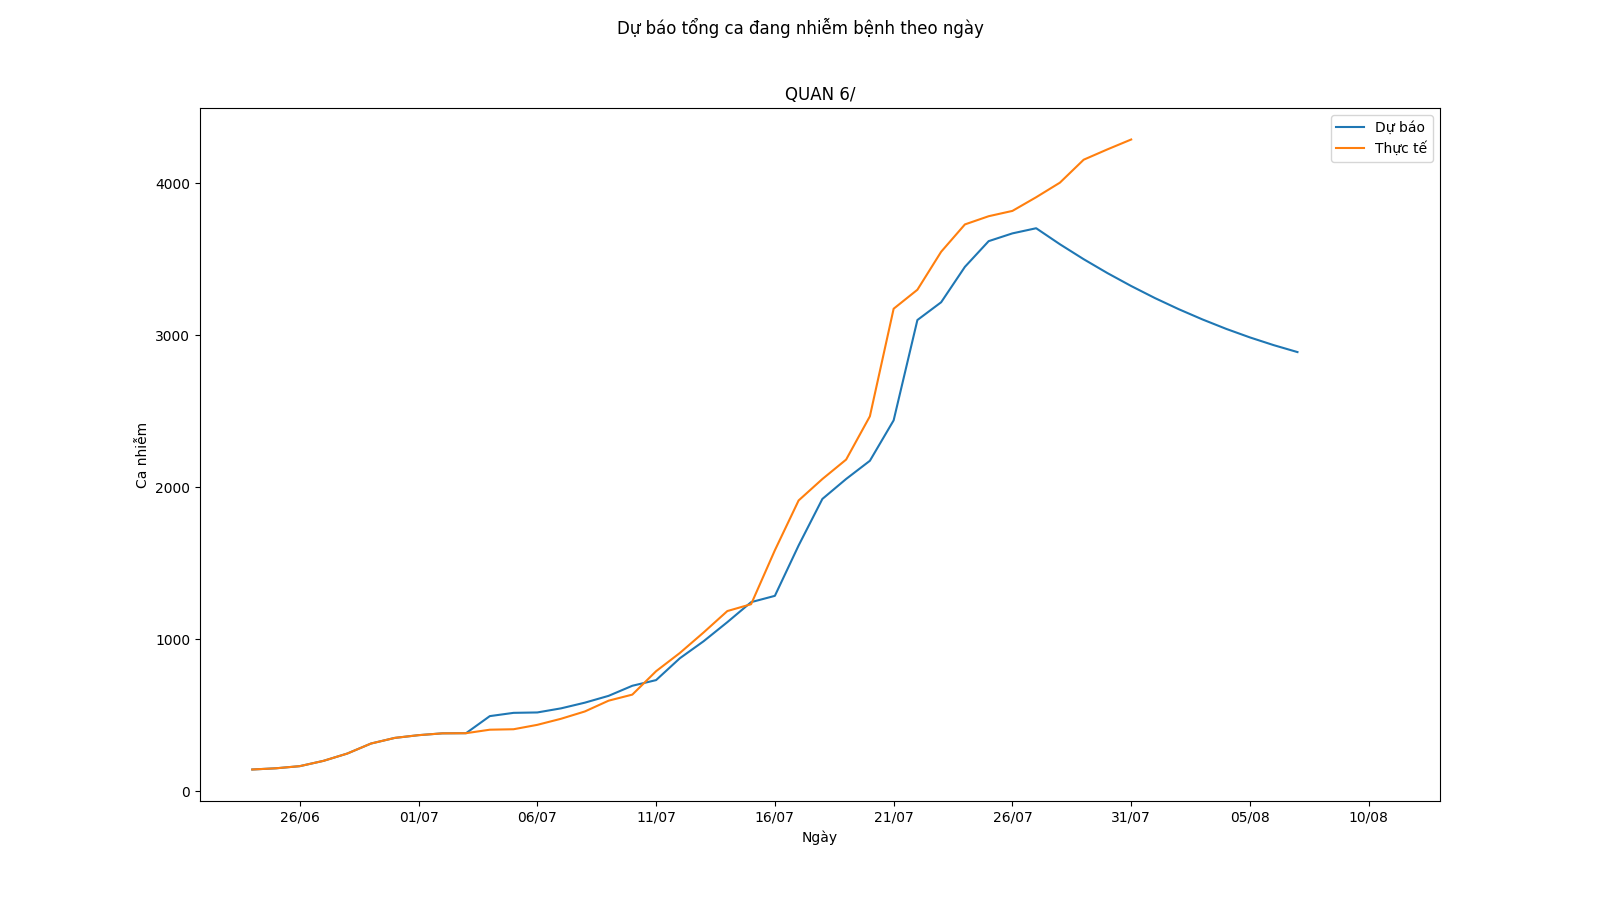 Dự báo tổng ca đang nhiễm bệnh theo ngày
QUAN 6/
Dự báo
Thực tế
4000
3000
2000
1000
0
Ca nhiễm
26/06
01/07
06/07
11/07
16/07
21/07
26/07
31/07
05/08
10/08
Ngày